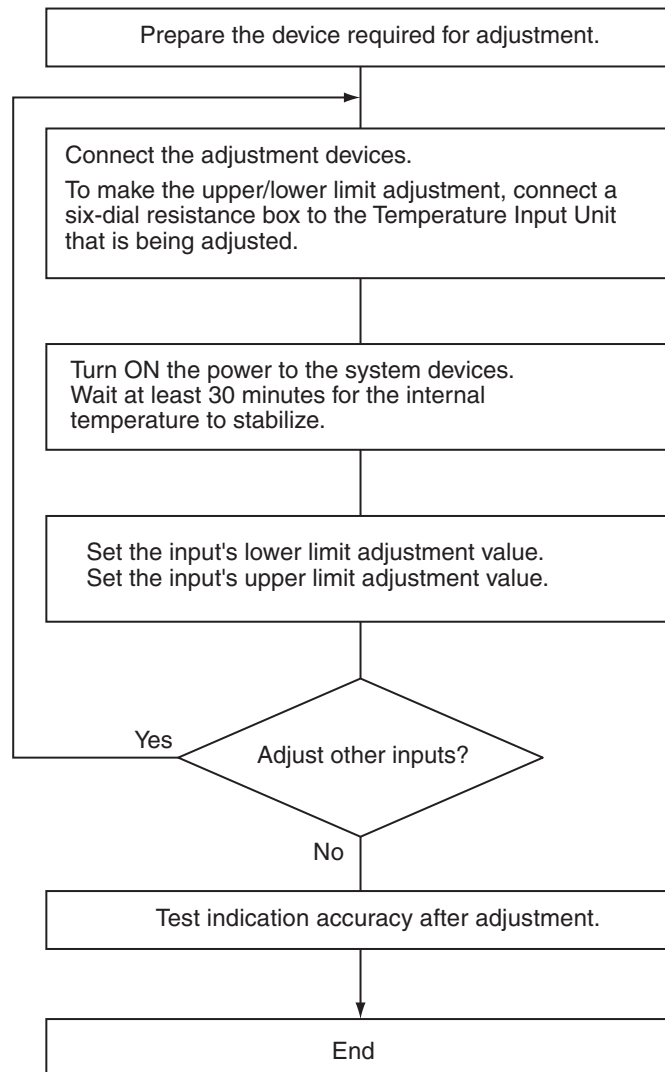 Prepare the device required for adjustment.
Connect the adjustment devices.
To make the upper/lower limit adjustment, connect a
six-dial resistance box to the Temperature Input Unit
that is being adjusted.
Turn ON the power to the system devices.
Wait at least 30 minutes for the internal
temperature to stabilize.
Set the input's lower limit adjustment value.
Set the input's upper limit adjustment value.
Yes
Adjust other inputs?
No
Test indication accuracy after adjustment.
End